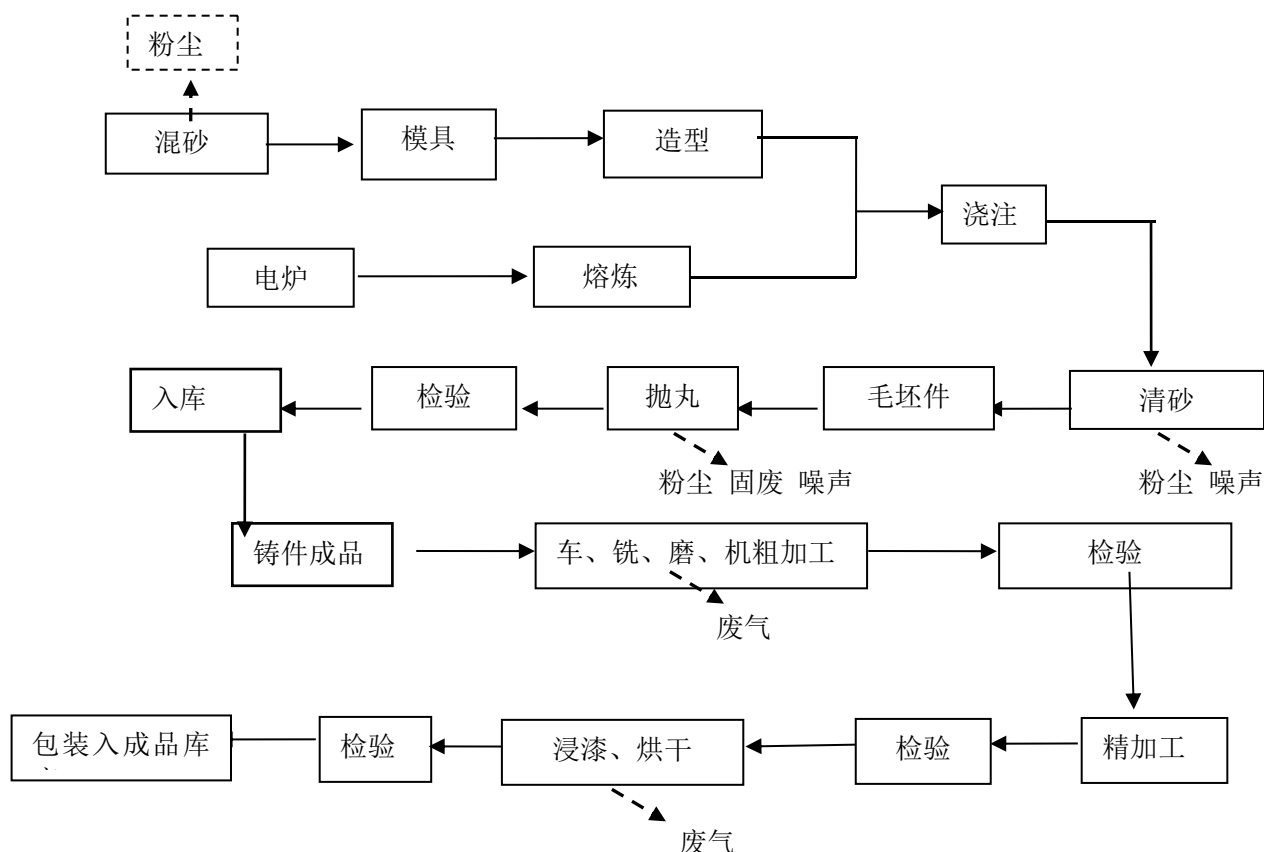 粉尘
混砂
模具
造型
浇注
电炉
熔炼
入库
检验
抛丸
毛坯件
清砂
粉尘 固废 噪声
粉尘 噪声
铸件成品
车、铣、磨、机粗加工
检验
废气
包装入成品库
检验
浸漆、烘干
检验
精加工
废气